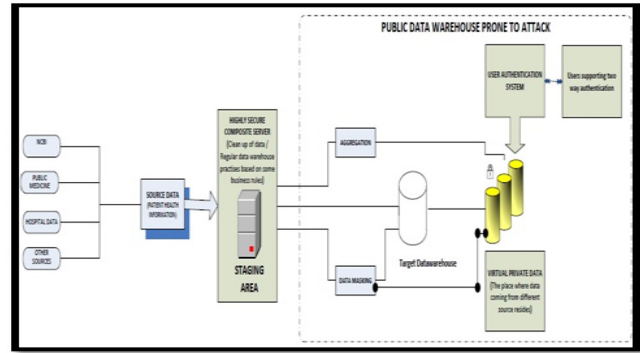 PUBLIC DATA WAREHOUSE PRONE TO ATTACK
USER AUTHENTICATION
SYSTEM
Users supporting two
way authentication
HIGHLY SECURE
COMPOSITE SERVER
(Clean up of data /
Regular data warehouse
practises based on some
business rules)
STAGING
AREA
NCBI
PUBLIC
MEDICINE
HOSPITAL DATA
OTHER
SOURCES
SOURCE DATA
(PATIENT HEALTH
INFORMATION)
AGGREGATION
Target Datawarehouse
DATA MASKING
VIRTUAL PRIVATE DATA
(The place where data
coming from different
source resides)